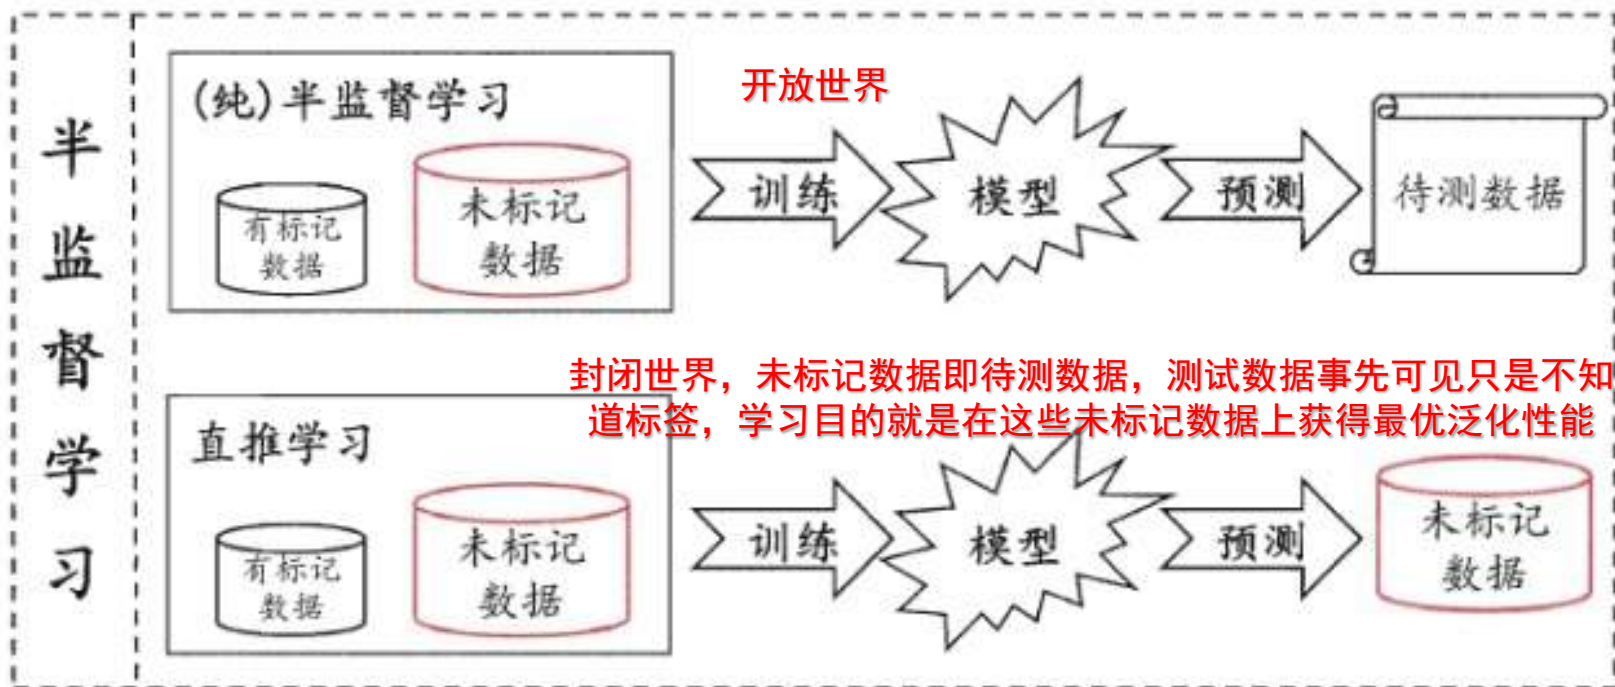 半监督学习
(纯)半监督学习
有标记
数据
未标记
数据
开放世界
训练
模型
预测
待测数据
封闭世界，未标记数据即待测数据，测试数据事先可见只是不知
道标签，学习目的就是在这些未标记数据上获得最优泛化性能
直推学习
有标记
数据
未标记
数据
训练
模型
预测
未标记
数据